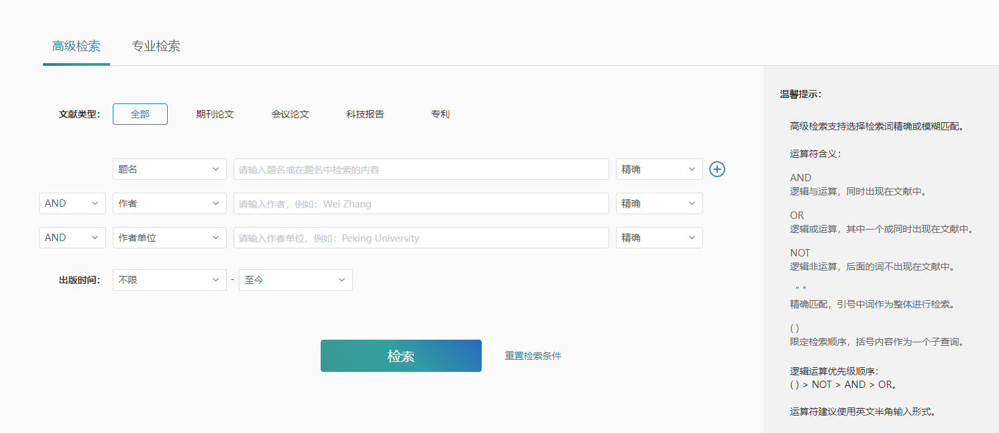 高级检索 专业检索
文献类型： 全部 期刊论文 会议论文 科技报告 专利
题名 请输入题名或在题名中检索的内容 精确
AND 作者 请输入作者，例如：Wei Zhang 精确
AND 作者单位 请输入作者单位，例如：Peking University 精确
出版时间： 不限 - 至今
检索 重置检索条件
温馨提示：
高级检索支持选择检索词精确或模糊匹配。
运算符含义：
AND
逻辑与运算，同时出现在文献中。
OR
逻辑或运算，其中一个或同时出现在文献中。
NOT
逻辑非运算，后面的词不出现在文献中。
“ "
精确匹配，引号中词作为整体进行检索。
( )
限定检索顺序，括号内容作为一个子查询。
逻辑运算优先级顺序：
( ) > NOT > AND > OR。
运算符建议使用英文半角输入形式。